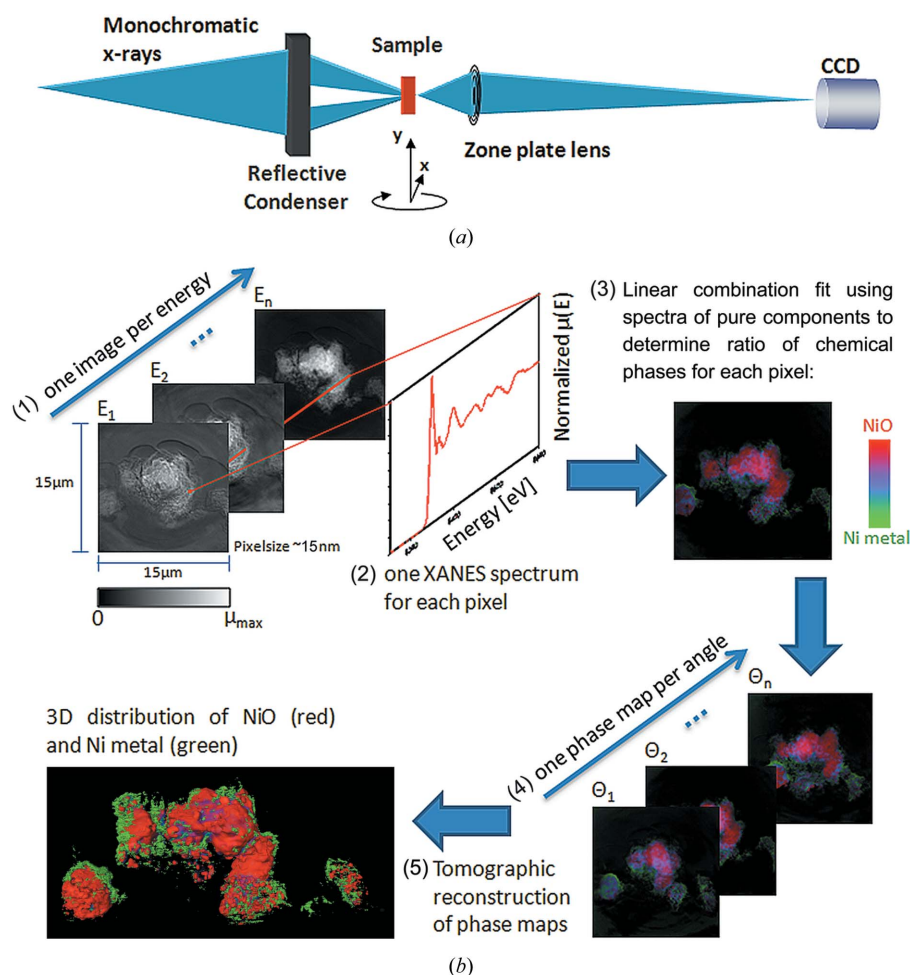 Monochromatic
x-rays
Sample
CCD
y
x
Reflective
Condenser
Zone plate lens
(a)
(1) one image per energy
E1
E2
En
...
15µm
15µm
Pixelsize ~15nm
0
µmax
Normalized µ(E)
Energy [eV]
(2) one XANES spectrum
for each pixel
(3) Linear combination fit using
spectra of pure components to
determine ratio of chemical
phases for each pixel:
NiO
Ni metal
(4) one phase map per angle
Θ1
Θ2
Θn
...
(5) Tomographic
reconstruction
of phase maps
3D distribution of NiO (red)
and Ni metal (green)
(b)